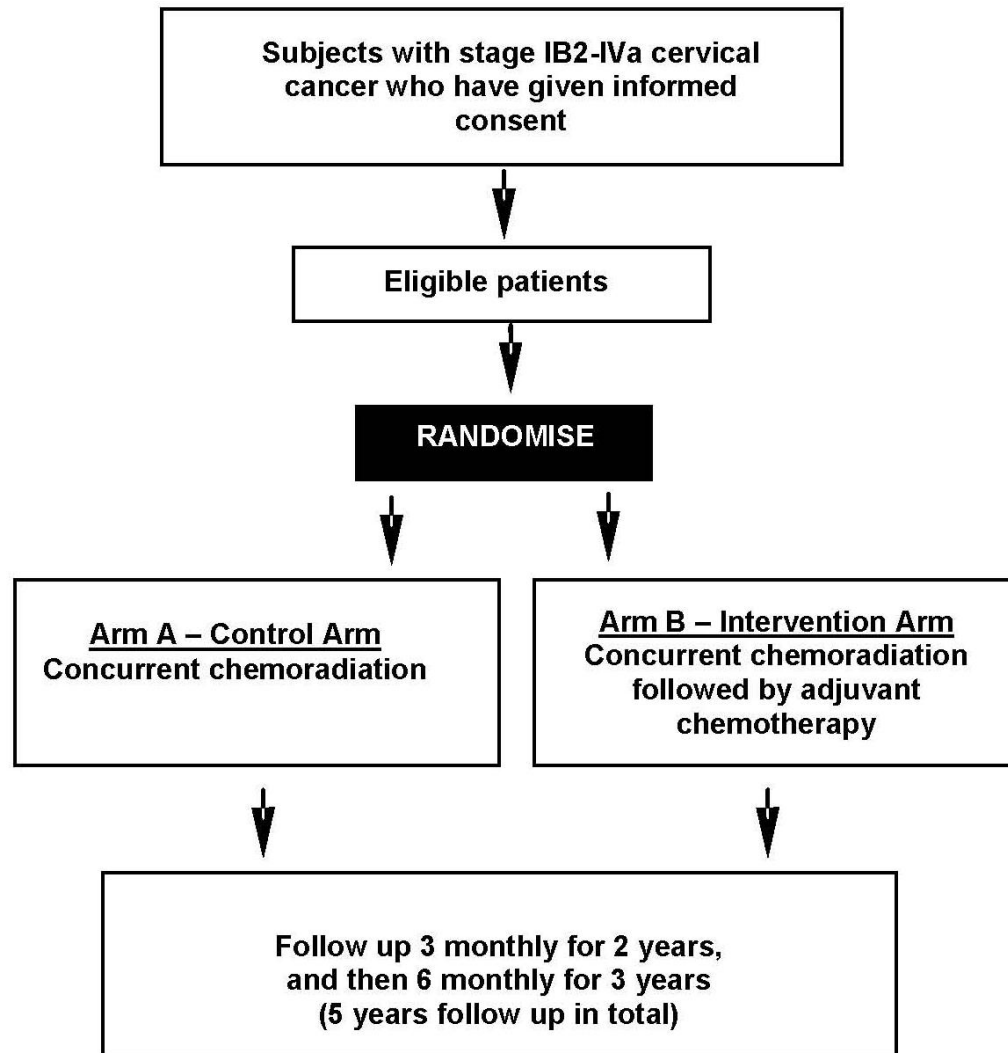 Subjects with stage IB2-IVa cervical
cancer who have given informed
consent
Eligible patients
RANDOMISE
Arm A – Control Arm
Concurrent chemoradiation
Arm B – Intervention Arm
Concurrent chemoradiation
followed by adjuvant
chemotherapy
Follow up 3 monthly for 2 years,
and then 6 monthly for 3 years
(5 years follow up in total)